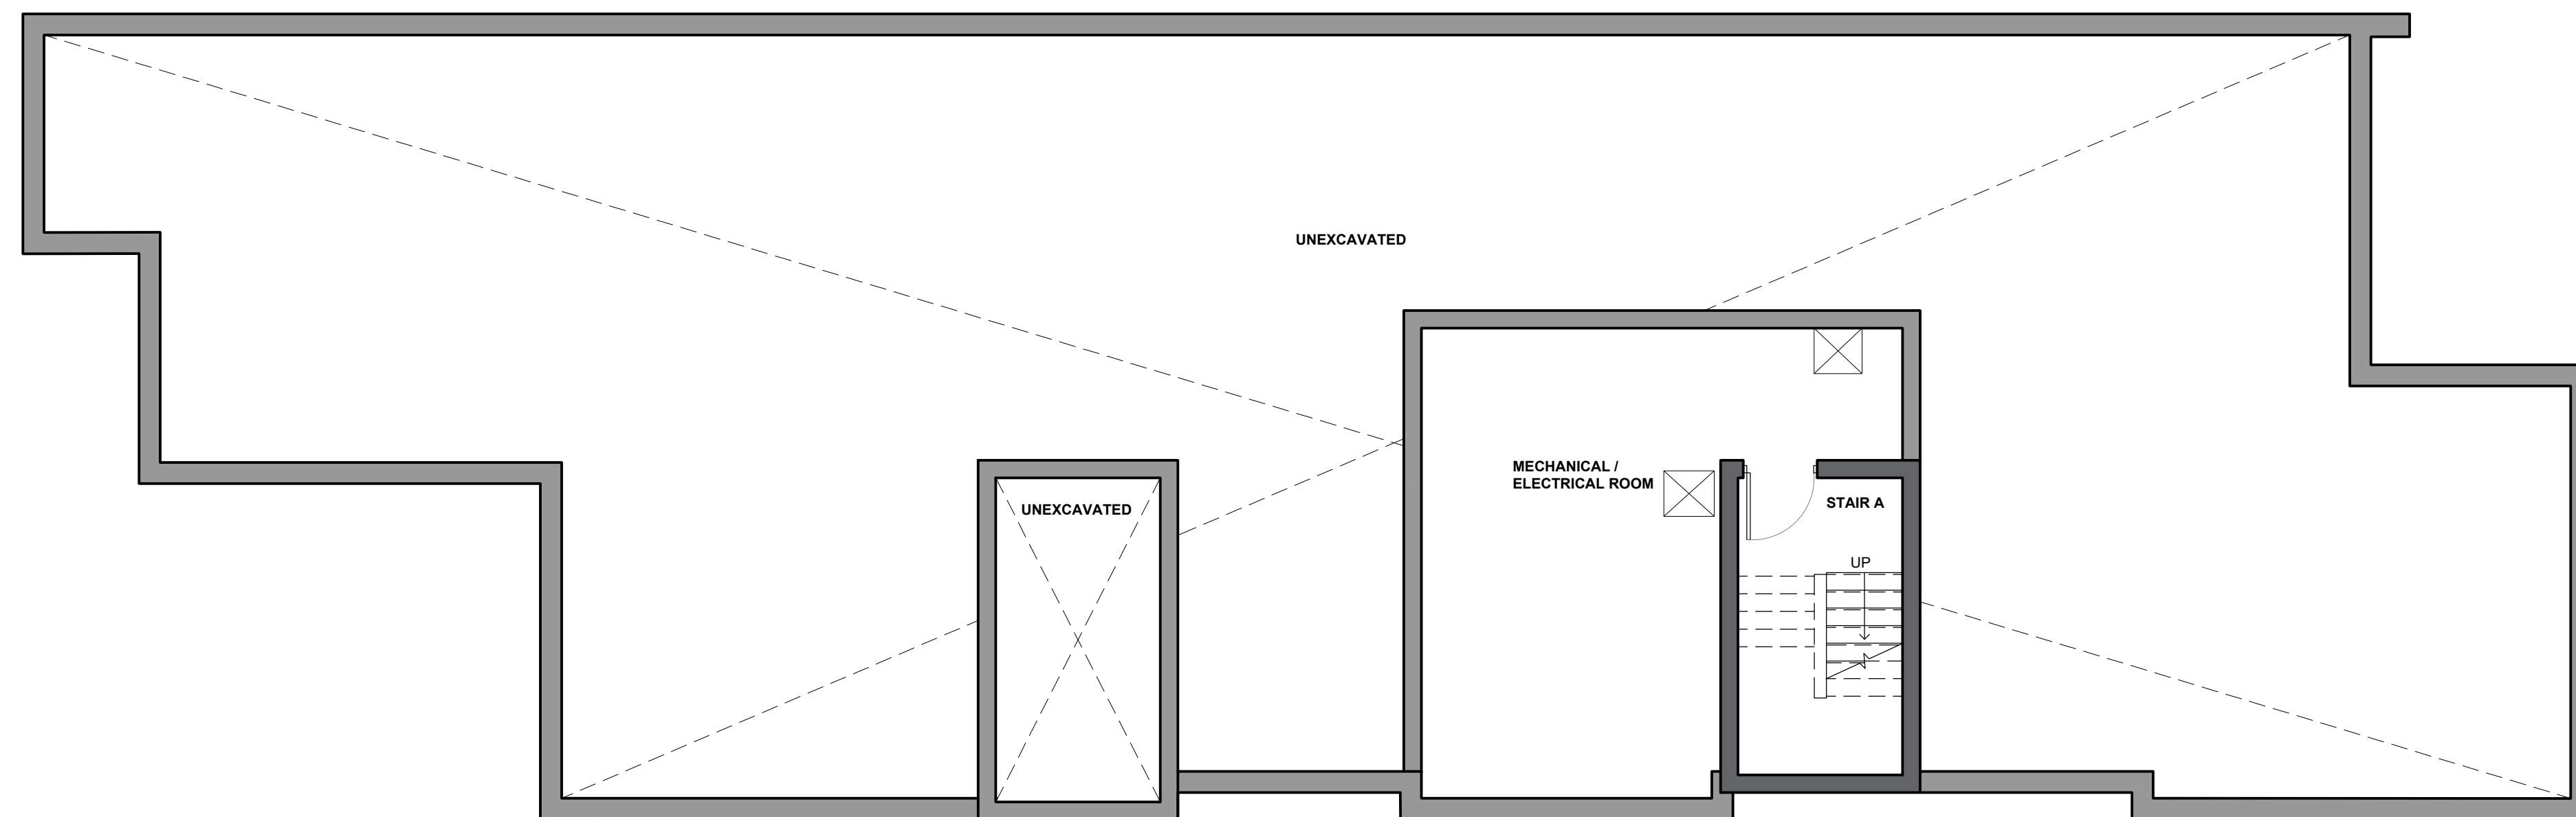 UNEXCAVATED
MECHANICAL /
ELECTRICAL ROOM
UNEXCAVATED
STAIR A
UP